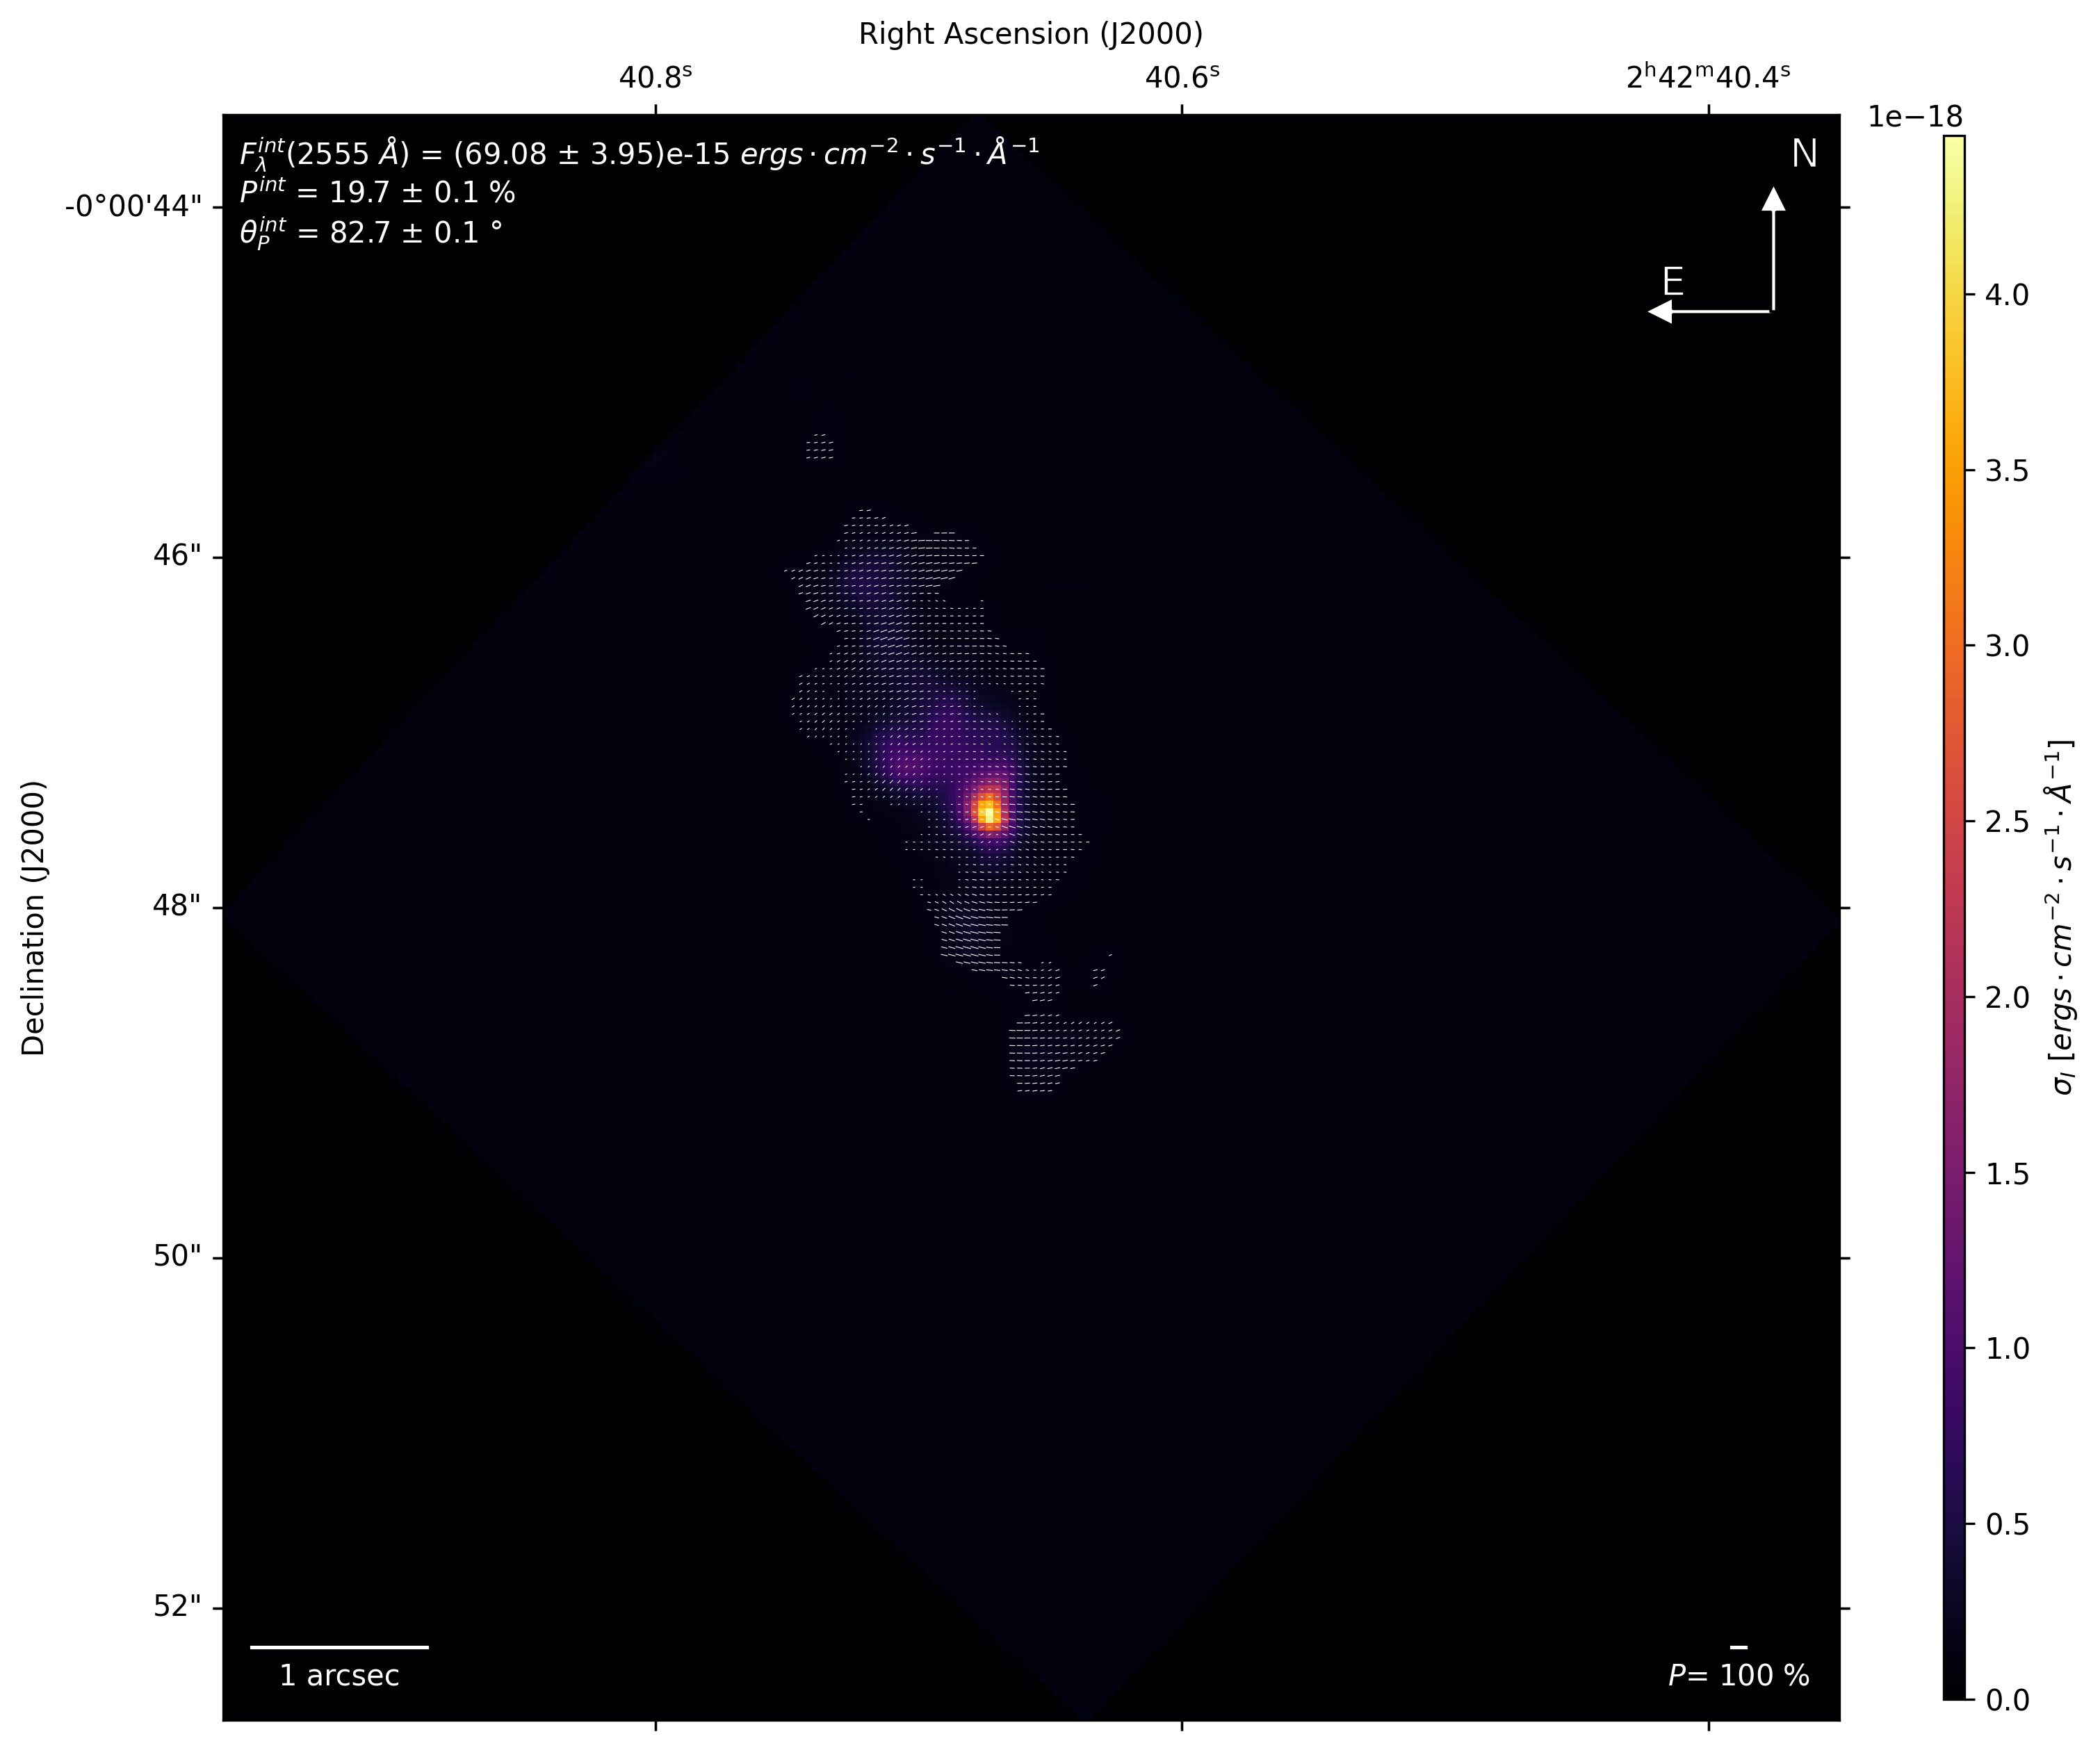 Right Ascension (J2000)
40.8ˢ 40.6ˢ 2ʰ42ᵐ40.4ˢ
1e−18
F_λ^int(2555 Å) = (69.08 ± 3.95)e-15 ergs · cm⁻² · s⁻¹ · Å⁻¹
P^int = 19.7 ± 0.1 %
θ_P^int = 82.7 ± 0.1 °
N
E
-0°00'44"
46"
48"
50"
52"
Declination (J2000)
1 arcsec
P= 100 %
4.0
3.5
3.0
2.5
2.0
1.5
1.0
0.5
0.0
σ_I [ergs · cm⁻² · s⁻¹ · Å⁻¹]